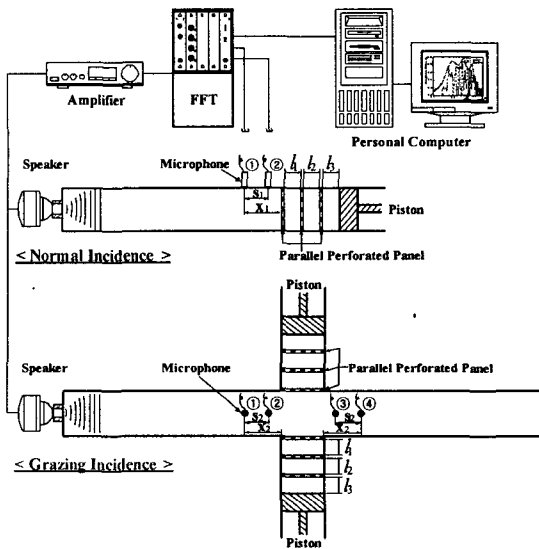 Amplifier
FFT
Personal Computer
Speaker
Microphone
① ②
l₁ l₂ l₃
S₁
X₁
Piston
Parallel Perforated Panel
< Normal Incidence >
Piston
Speaker
Microphone
Parallel Perforated Panel
① ② ③ ④
S₂ S₂
X₂ X₂
l₁
l₂
l₃
< Grazing Incidence >
Piston